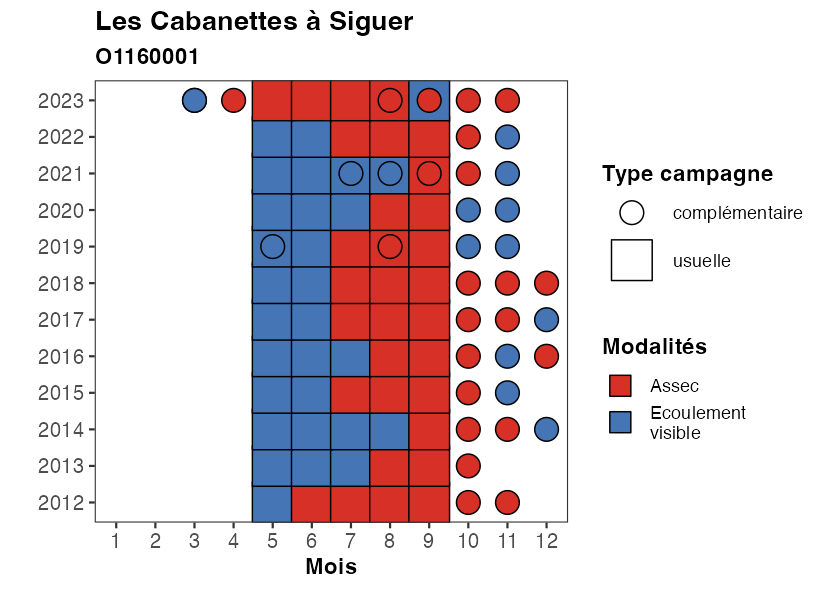 Les Cabanettes à Siguer
O1160001
2023
2022
2021
2020
2019
2018
2017
2016
2015
2014
2013
2012
1 2 3 4 5 6 7 8 9 10 11 12
Mois
Type campagne
complémentaire
usuelle
Modalités
Assec
Ecoulement
visible